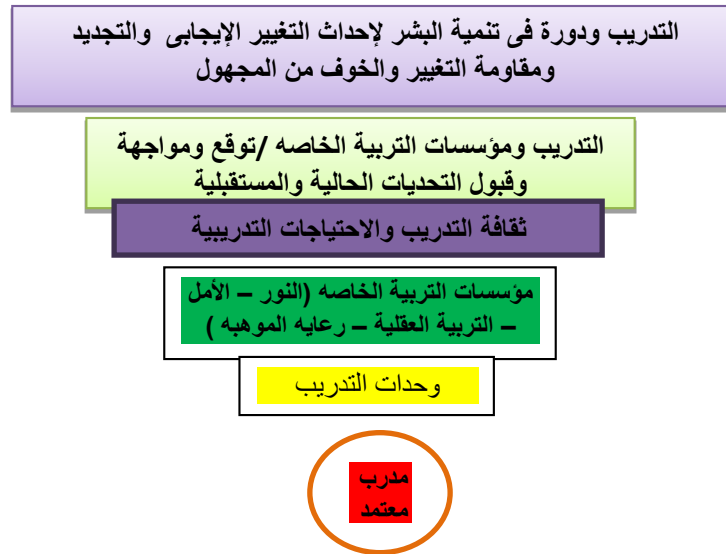 التدريب ودورة فى تنمية البشر لإحداث التغيير الإيجابى والتجديد
ومقاومة التغيير والخوف من المجهول
التدريب ومؤسسات التربية الخاصه /توقع ومواجهة
وقبول التحديات الحالية والمستقبلية
ثقافة التدريب والاحتياجات التدريبية
مؤسسات التربية الخاصه (النور – الأمل
– التربية العقلية – رعايه الموهبه )
وحدات التدريب
مدرب
معتمد